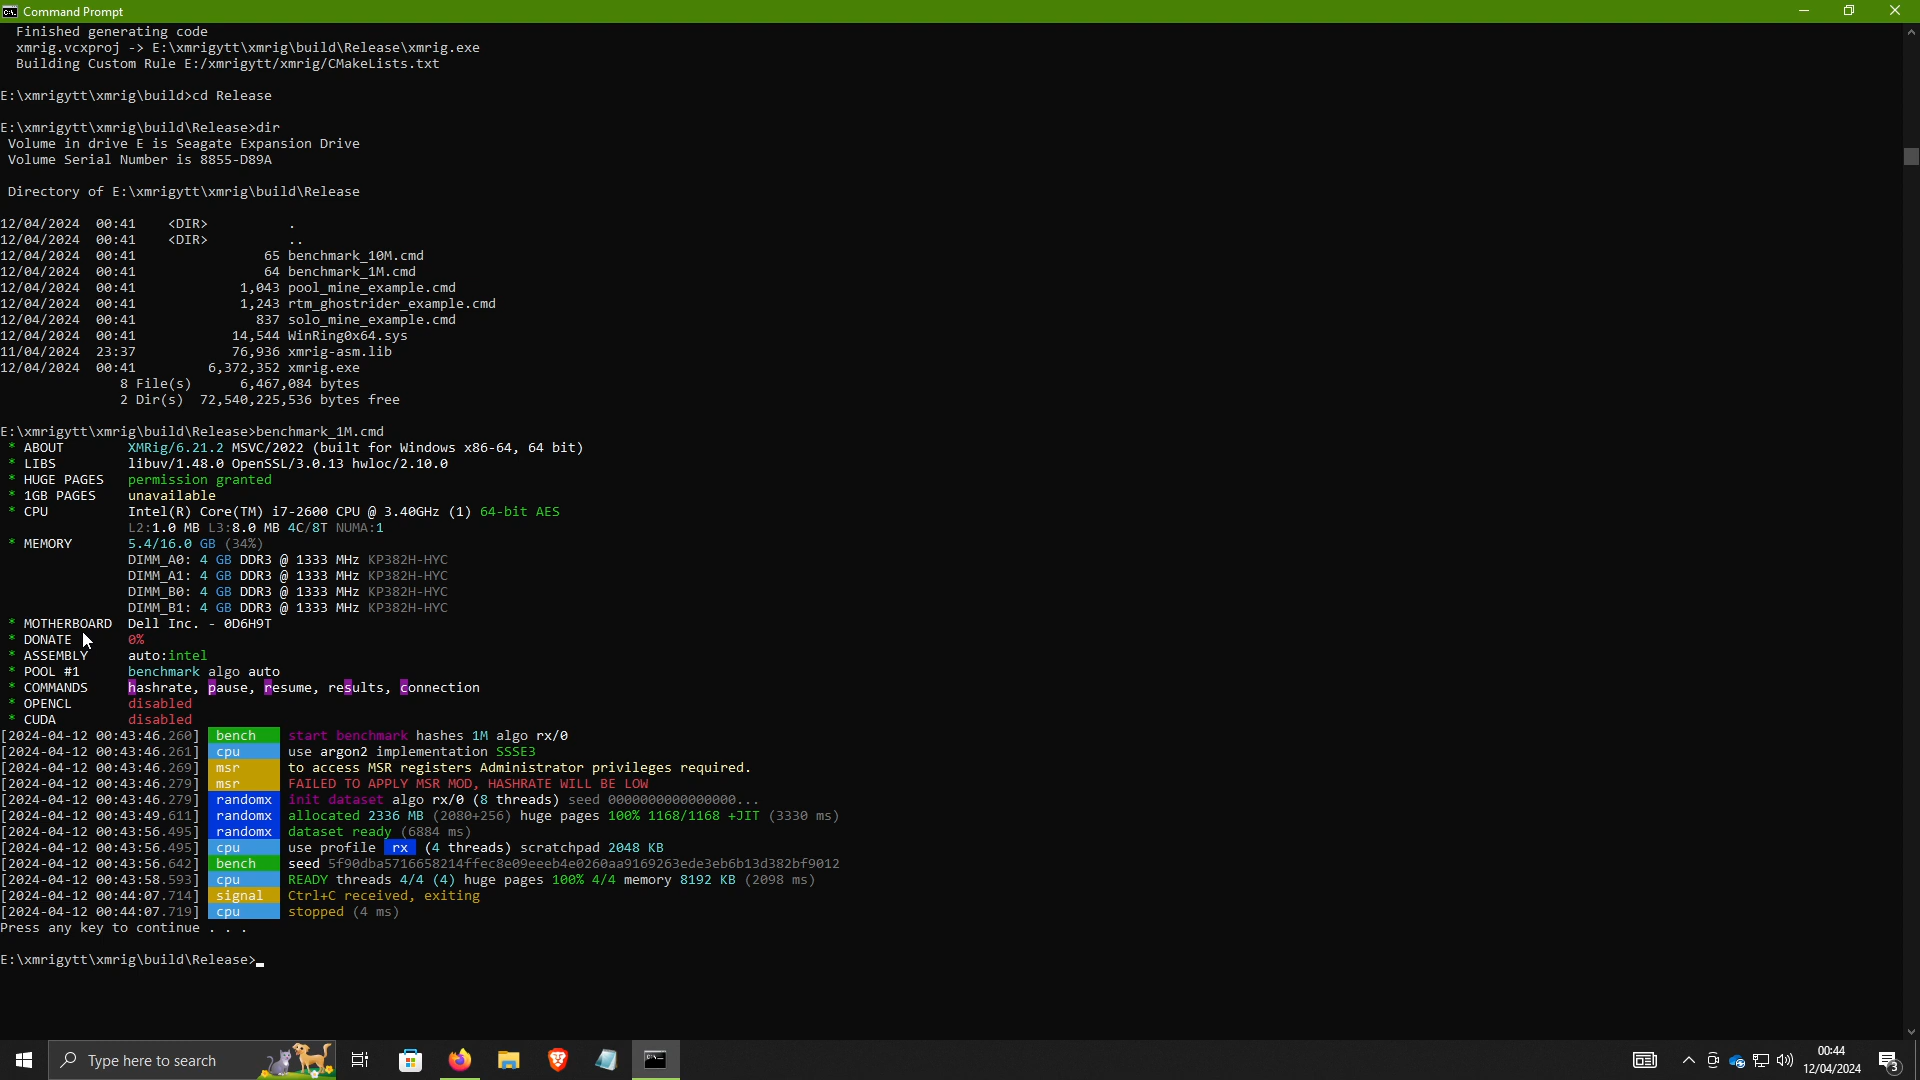 Command Prompt
Finished generating code
xmrig.vcxproj -> E:\xmrigytt\xmrig\build\Release\xmrig.exe
Building Custom Rule E:/xmrigytt/xmrig/CMakeLists.txt
E:\xmrigytt\xmrig\build>cd Release
E:\xmrigytt\xmrig\build\Release>dir
Volume in drive E is Seagate Expansion Drive
Volume Serial Number is 8855-D89A
Directory of E:\xmrigytt\xmrig\build\Release
12/04/2024  00:41    <DIR>          .
12/04/2024  00:41    <DIR>          ..
12/04/2024  00:41                65 benchmark_10M.cmd
12/04/2024  00:41                64 benchmark_1M.cmd
12/04/2024  00:41             1,043 pool_mine_example.cmd
12/04/2024  00:41             1,243 rtm_ghostrider_example.cmd
12/04/2024  00:41               837 solo_mine_example.cmd
12/04/2024  00:41            14,544 WinRing0x64.sys
11/04/2024  23:37            76,936 xmrig-asm.lib
12/04/2024  00:41         6,372,352 xmrig.exe
8 File(s)      6,467,084 bytes
2 Dir(s)  72,540,225,536 bytes free
E:\xmrigytt\xmrig\build\Release>benchmark_1M.cmd
* ABOUT        XMRig/6.21.2 MSVC/2022 (built for Windows x86-64, 64 bit)
* LIBS         libuv/1.48.0 OpenSSL/3.0.13 hwloc/2.10.0
* HUGE PAGES   permission granted
* 1GB PAGES    unavailable
* CPU          Intel(R) Core(TM) i7-2600 CPU @ 3.40GHz (1) 64-bit AES
L2:1.0 MB L3:8.0 MB 4C/8T NUMA:1
* MEMORY       5.4/16.0 GB (34%)
DIMM_A0: 4 GB DDR3 @ 1333 MHz KP382H-HYC
DIMM_A1: 4 GB DDR3 @ 1333 MHz KP382H-HYC
DIMM_B0: 4 GB DDR3 @ 1333 MHz KP382H-HYC
DIMM_B1: 4 GB DDR3 @ 1333 MHz KP382H-HYC
* MOTHERBOARD  Dell Inc. - 0D6H9T
* DONATE       0%
* ASSEMBLY     auto:intel
* POOL #1      benchmark algo auto
* COMMANDS     hashrate, pause, resume, results, connection
* OPENCL       disabled
* CUDA         disabled
[2024-04-12 00:43:46.260]  bench    start benchmark hashes 1M algo rx/0
[2024-04-12 00:43:46.261]  cpu      use argon2 implementation SSSE3
[2024-04-12 00:43:46.269]  msr      to access MSR registers Administrator privileges required.
[2024-04-12 00:43:46.279]  msr      FAILED TO APPLY MSR MOD, HASHRATE WILL BE LOW
[2024-04-12 00:43:46.279]  randomx  init dataset algo rx/0 (8 threads) seed 0000000000000000...
[2024-04-12 00:43:49.611]  randomx  allocated 2336 MB (2080+256) huge pages 100% 1168/1168 +JIT (3330 ms)
[2024-04-12 00:43:56.495]  randomx  dataset ready (6884 ms)
[2024-04-12 00:43:56.495]  cpu      use profile  rx  (4 threads) scratchpad 2048 KB
[2024-04-12 00:43:56.642]  bench    seed 5f90dba5716658214ffec8e09eeeb4e0260aa9169263ede3eb6b13d382bf9012
[2024-04-12 00:43:58.593]  cpu      READY threads 4/4 (4) huge pages 100% 4/4 memory 8192 KB (2098 ms)
[2024-04-12 00:44:07.714]  signal   Ctrl+C received, exiting
[2024-04-12 00:44:07.719]  cpu      stopped (4 ms)
Press any key to continue . . .
E:\xmrigytt\xmrig\build\Release>_
Type here to search
00:44
12/04/2024
3